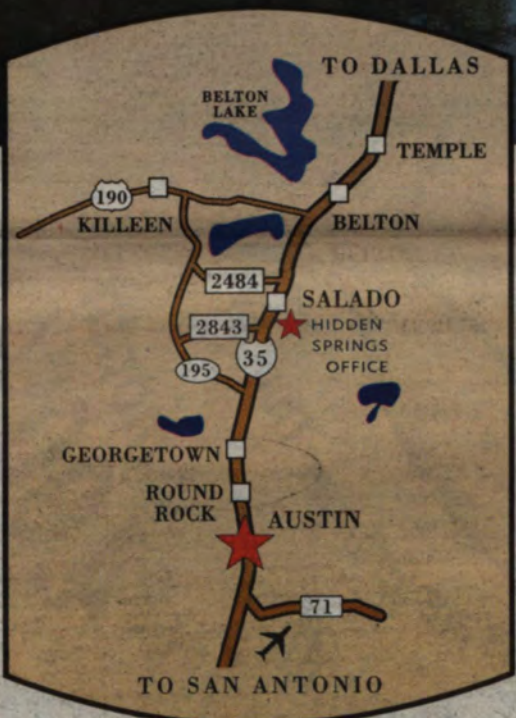 TO DALLAS
BELTON
LAKE
TEMPLE
190
KILLEEN
BELTON
2484
SALADO
2843
HIDDEN
SPRINGS
OFFICE
35
195
GEORGETOWN
ROUND
ROCK
AUSTIN
71
TO SAN ANTONIO